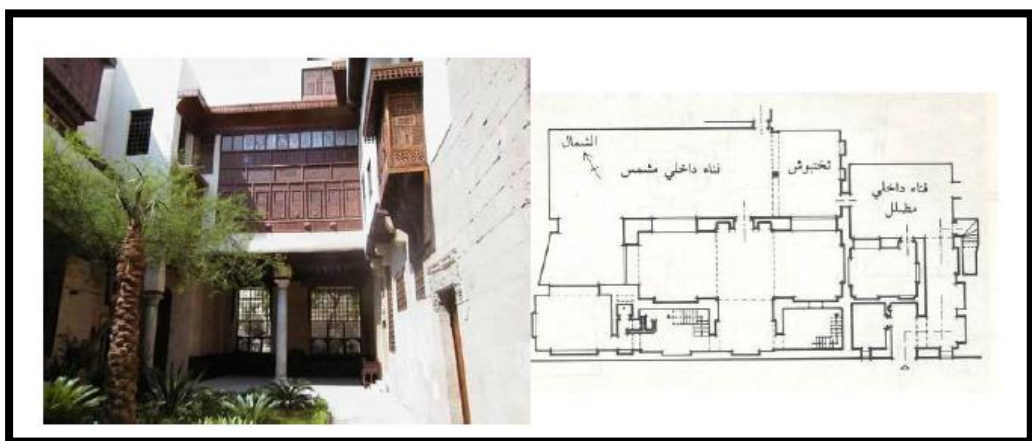 الشمال
فناء داخلي مشمس
تختبوش
فناء داخلي
مظلل